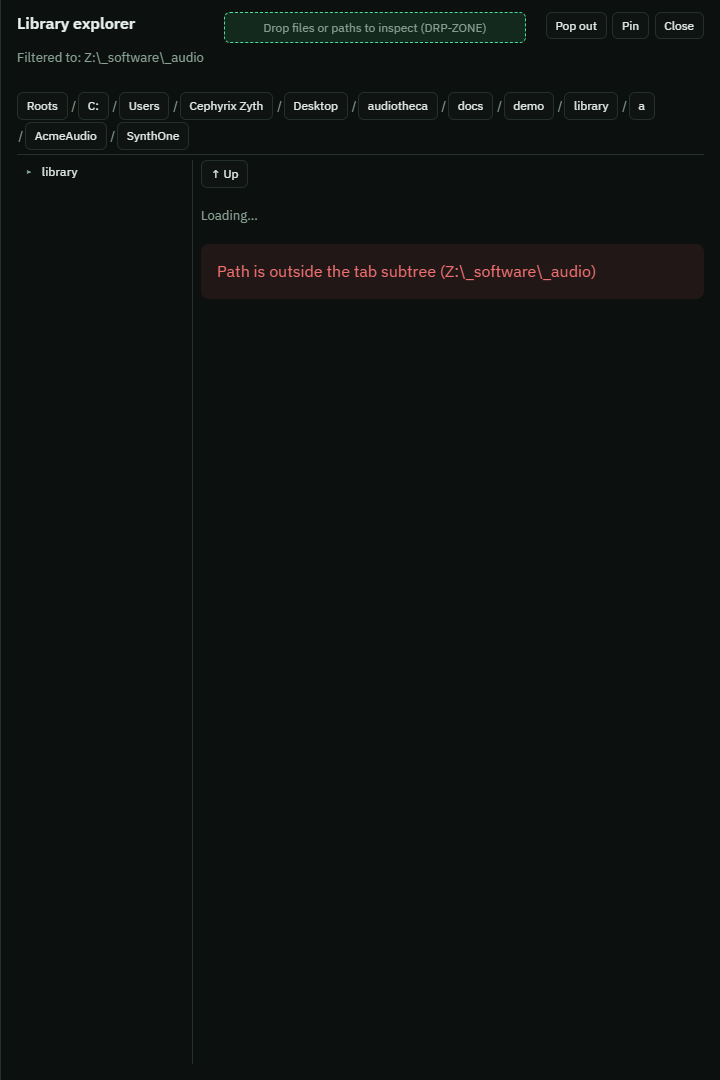 Library explorer
Drop files or paths to inspect (DRP-ZONE)
Pop out Pin Close
Filtered to: Z:\_software\_audio
Roots / C: / Users / Cephyrix Zyth / Desktop / audiotheca / docs / demo / library / a
/ AcmeAudio / SynthOne
▸ library
↑ Up
Loading…
Path is outside the tab subtree (Z:\_software\_audio)